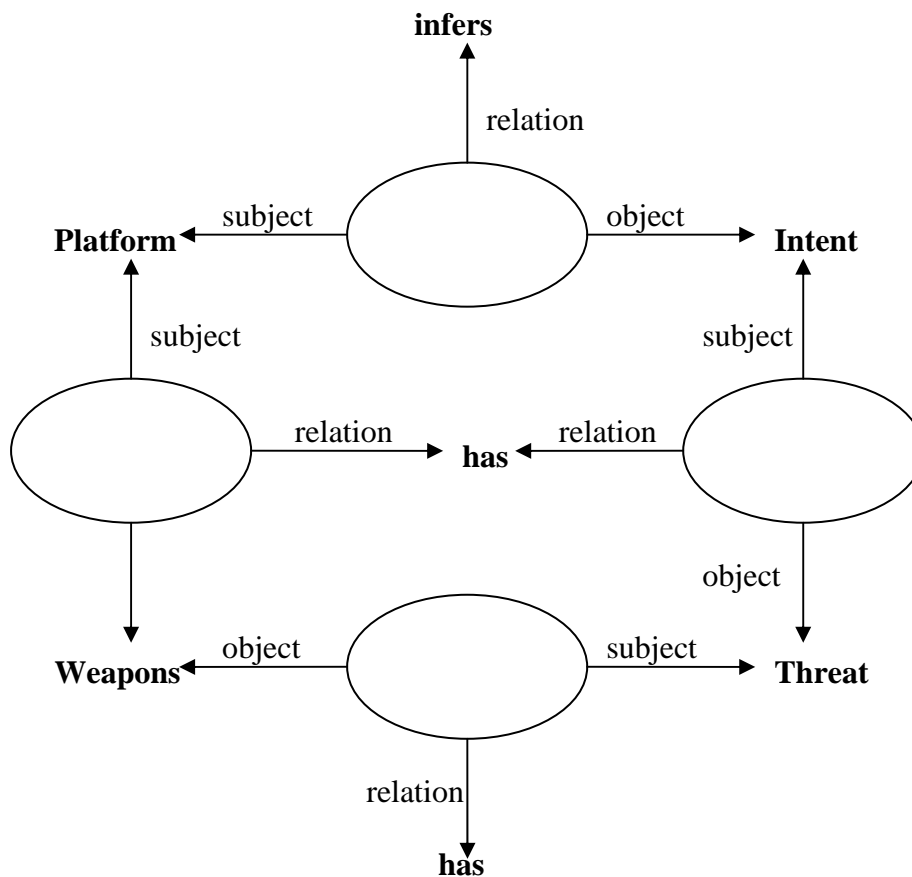 infers
relation
subject
object
Platform
Intent
subject
subject
relation
relation
has
object
object
subject
Weapons
Threat
relation
has